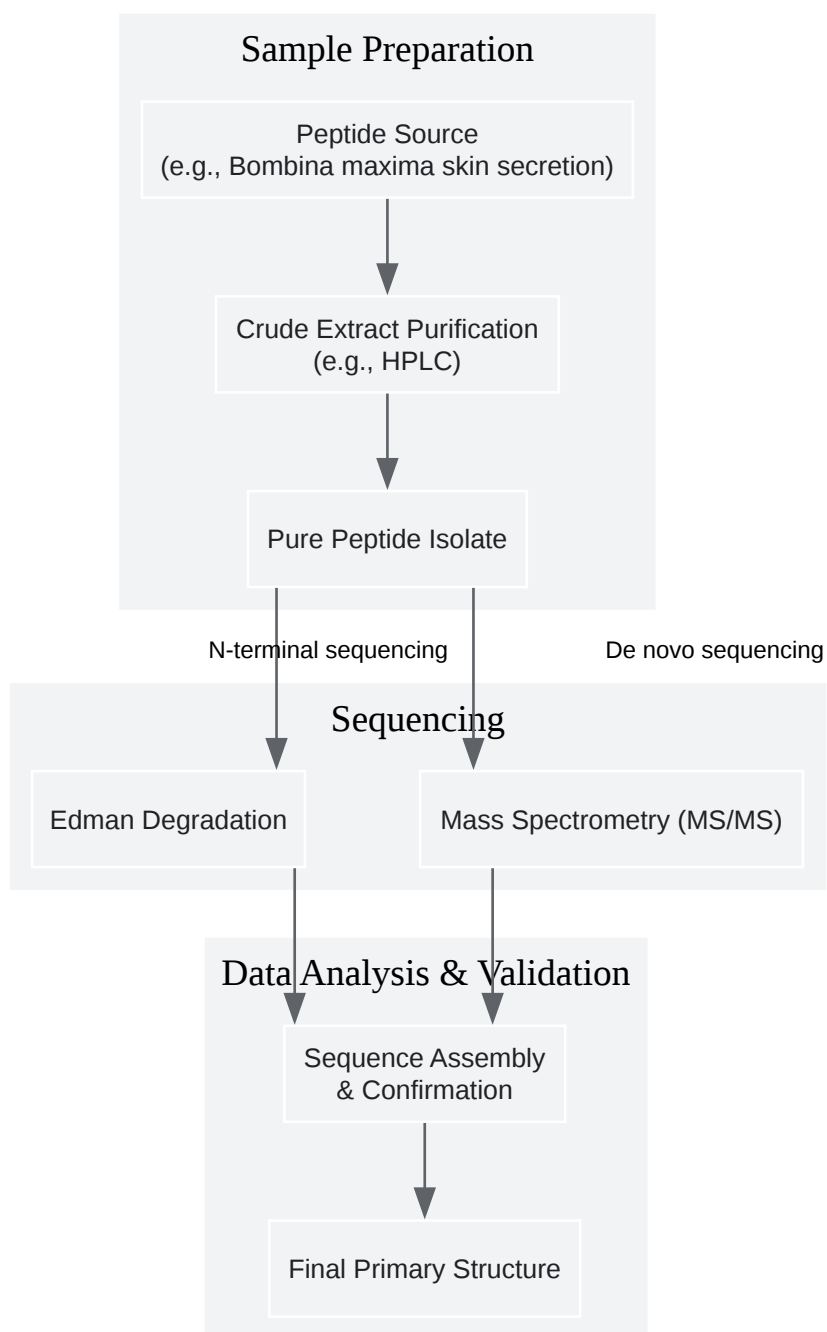 Sample Preparation
Peptide Source
(e.g., Bombina maxima skin secretion)
Crude Extract Purification
(e.g., HPLC)
Pure Peptide Isolate
N-terminal sequencing
De novo sequencing
Sequencing
Edman Degradation
Mass Spectrometry (MS/MS)
Data Analysis & Validation
Sequence Assembly
& Confirmation
Final Primary Structure